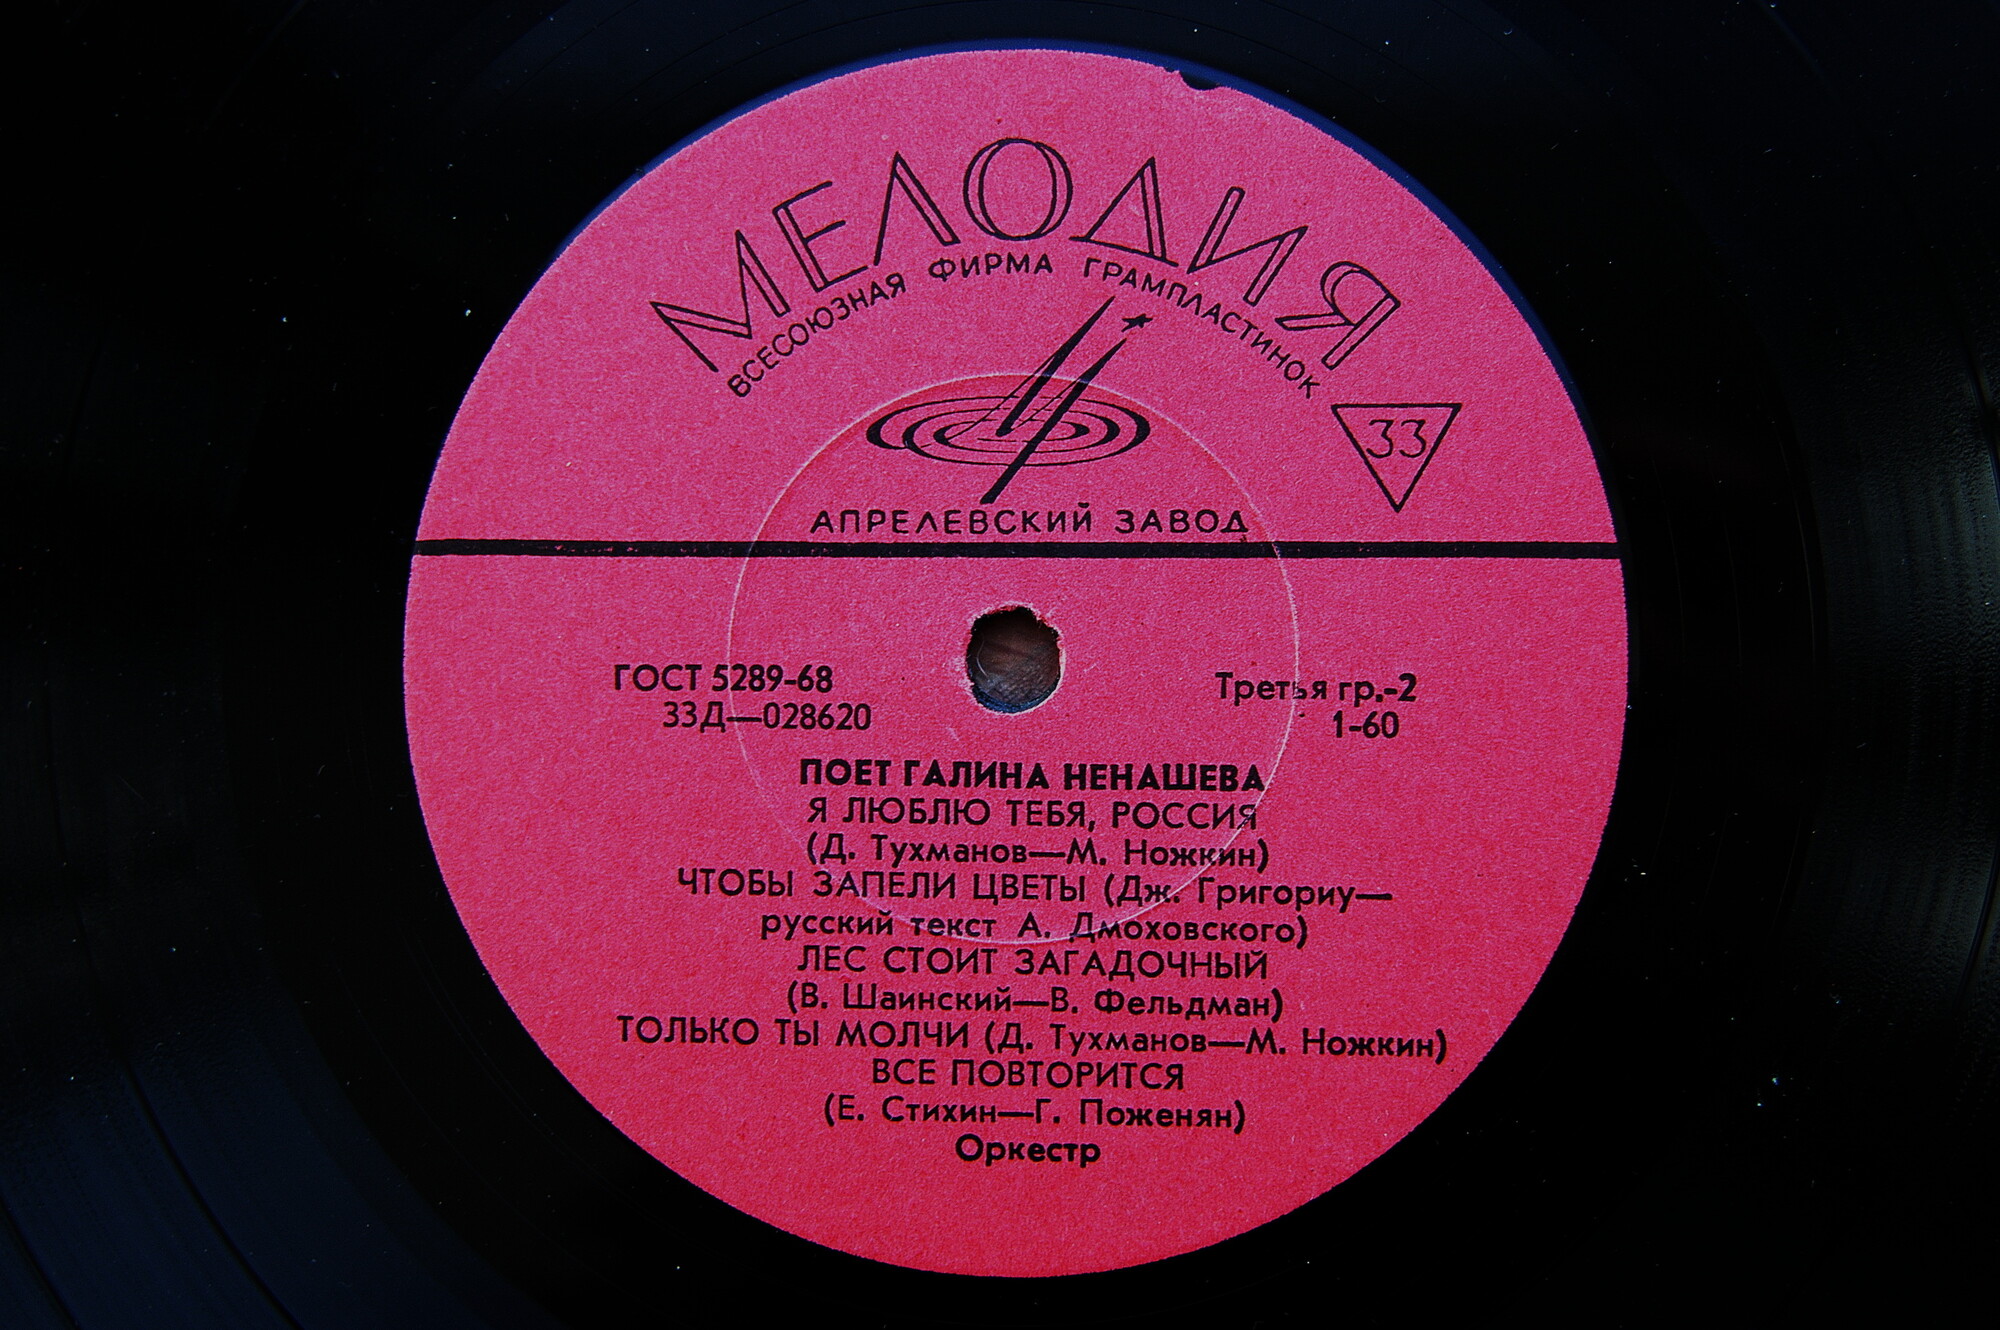 МЕЛОДИЯ
ВСЕСОЮЗНАЯ ФИРМА ГРАМПЛАСТИНОК
33
АПРЕЛЕВСКИЙ ЗАВОД
ГОСТ 5289-68
33Д—028620
Третья гр.-2
1-60
ПОЕТ ГАЛИНА НЕНАШЕВА
Я ЛЮБЛЮ ТЕБЯ, РОССИЯ
(Д. Тухманов—М. Ножкин)
ЧТОБЫ ЗАПЕЛИ ЦВЕТЫ (Дж. Григориу—
русский текст А. Дмоховского)
ЛЕС СТОИТ ЗАГАДОЧНЫЙ
(В. Шаинский—В. Фельдман)
ТОЛЬКО ТЫ МОЛЧИ (Д. Тухманов—М. Ножкин)
ВСЕ ПОВТОРИТСЯ
(Е. Стихин—Г. Поженян)
Оркестр